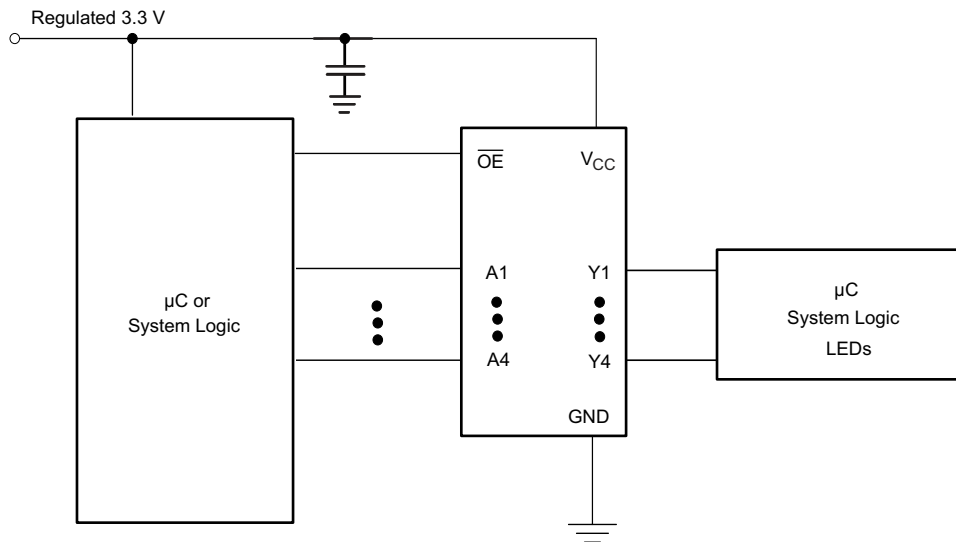 Regulated 3.3 V
OE
VCC
A1
Y1
A4
Y4
GND
µC or
System Logic
µC
System Logic
LEDs